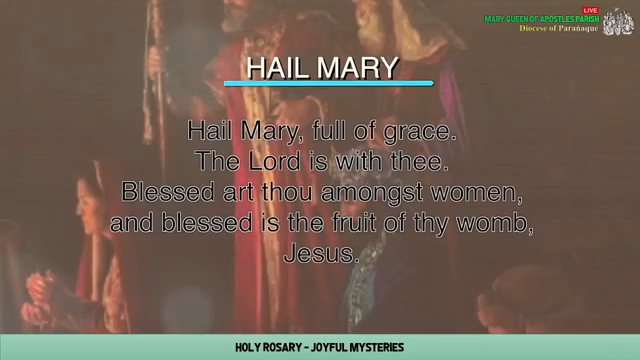 LIVE
MARY QUEEN OF APOSTLES PARISH
Diocese of Parañaque
HAIL MARY
Hail Mary, full of grace.
The Lord is with thee.
Blessed art thou amongst women,
and blessed is the fruit of thy womb,
Jesus.
HOLY ROSARY - JOYFUL MYSTERIES